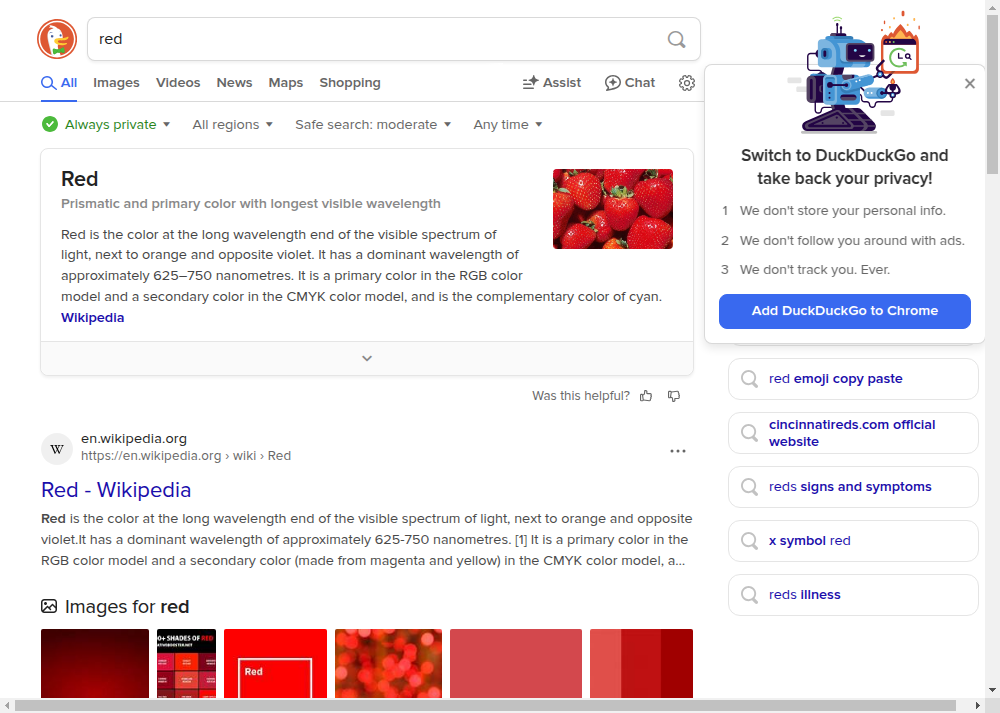 red
All
Images
Videos
News
Maps
Shopping
Assist
Chat
Always private
All regions
Safe search: moderate
Any time
Red
Prismatic and primary color with longest visible wavelength
Red is the color at the long wavelength end of the visible spectrum of
light, next to orange and opposite violet. It has a dominant wavelength of
approximately 625–750 nanometres. It is a primary color in the RGB color
model and a secondary color in the CMYK color model, and is the complementary color of cyan.
Wikipedia
Was this helpful?
W
en.wikipedia.org
https://en.wikipedia.org › wiki › Red
Red - Wikipedia
Red is the color at the long wavelength end of the visible spectrum of light, next to orange and opposite
violet.It has a dominant wavelength of approximately 625-750 nanometres. [1] It is a primary color in the
RGB color model and a secondary color (made from magenta and yellow) in the CMYK color model, a...
Images for red
0+ SHADES OF RED
Red
Switch to DuckDuckGo and
take back your privacy!
1 We don't store your personal info.
2 We don't follow you around with ads.
3 We don't track you. Ever.
Add DuckDuckGo to Chrome
red emoji copy paste
cincinnatireds.com official
website
reds signs and symptoms
x symbol red
reds illness